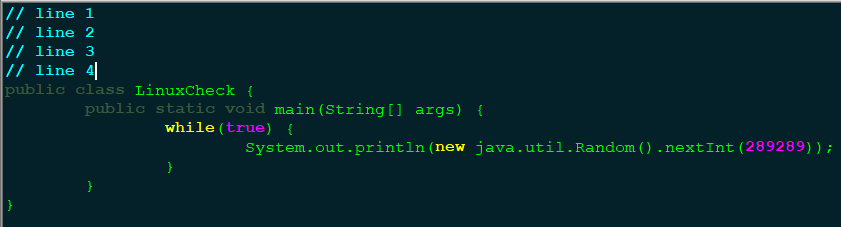 // line 1
// line 2
// line 3
// line 4
public class LinuxCheck {
        public static void main(String[] args) {
                while(true) {
                        System.out.println(new java.util.Random().nextInt(289289));
                }
        }
}